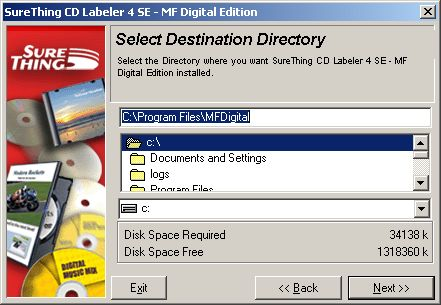 SureThing CD Labeler 4 SE - MF Digital Edition
SURE
THING
Select Destination Directory
Select the Directory where you want SureThing CD Labeler 4 SE - MF
Digital Edition installed.
C:\Program Files\MFDigital
c:\
Documents and Settings
logs
Program Files
c:
Disk Space Required 34138 k
Disk Space Free 1318360 k
DIGITAL
MUSIC MIX
Exit
<< Back
Next >>